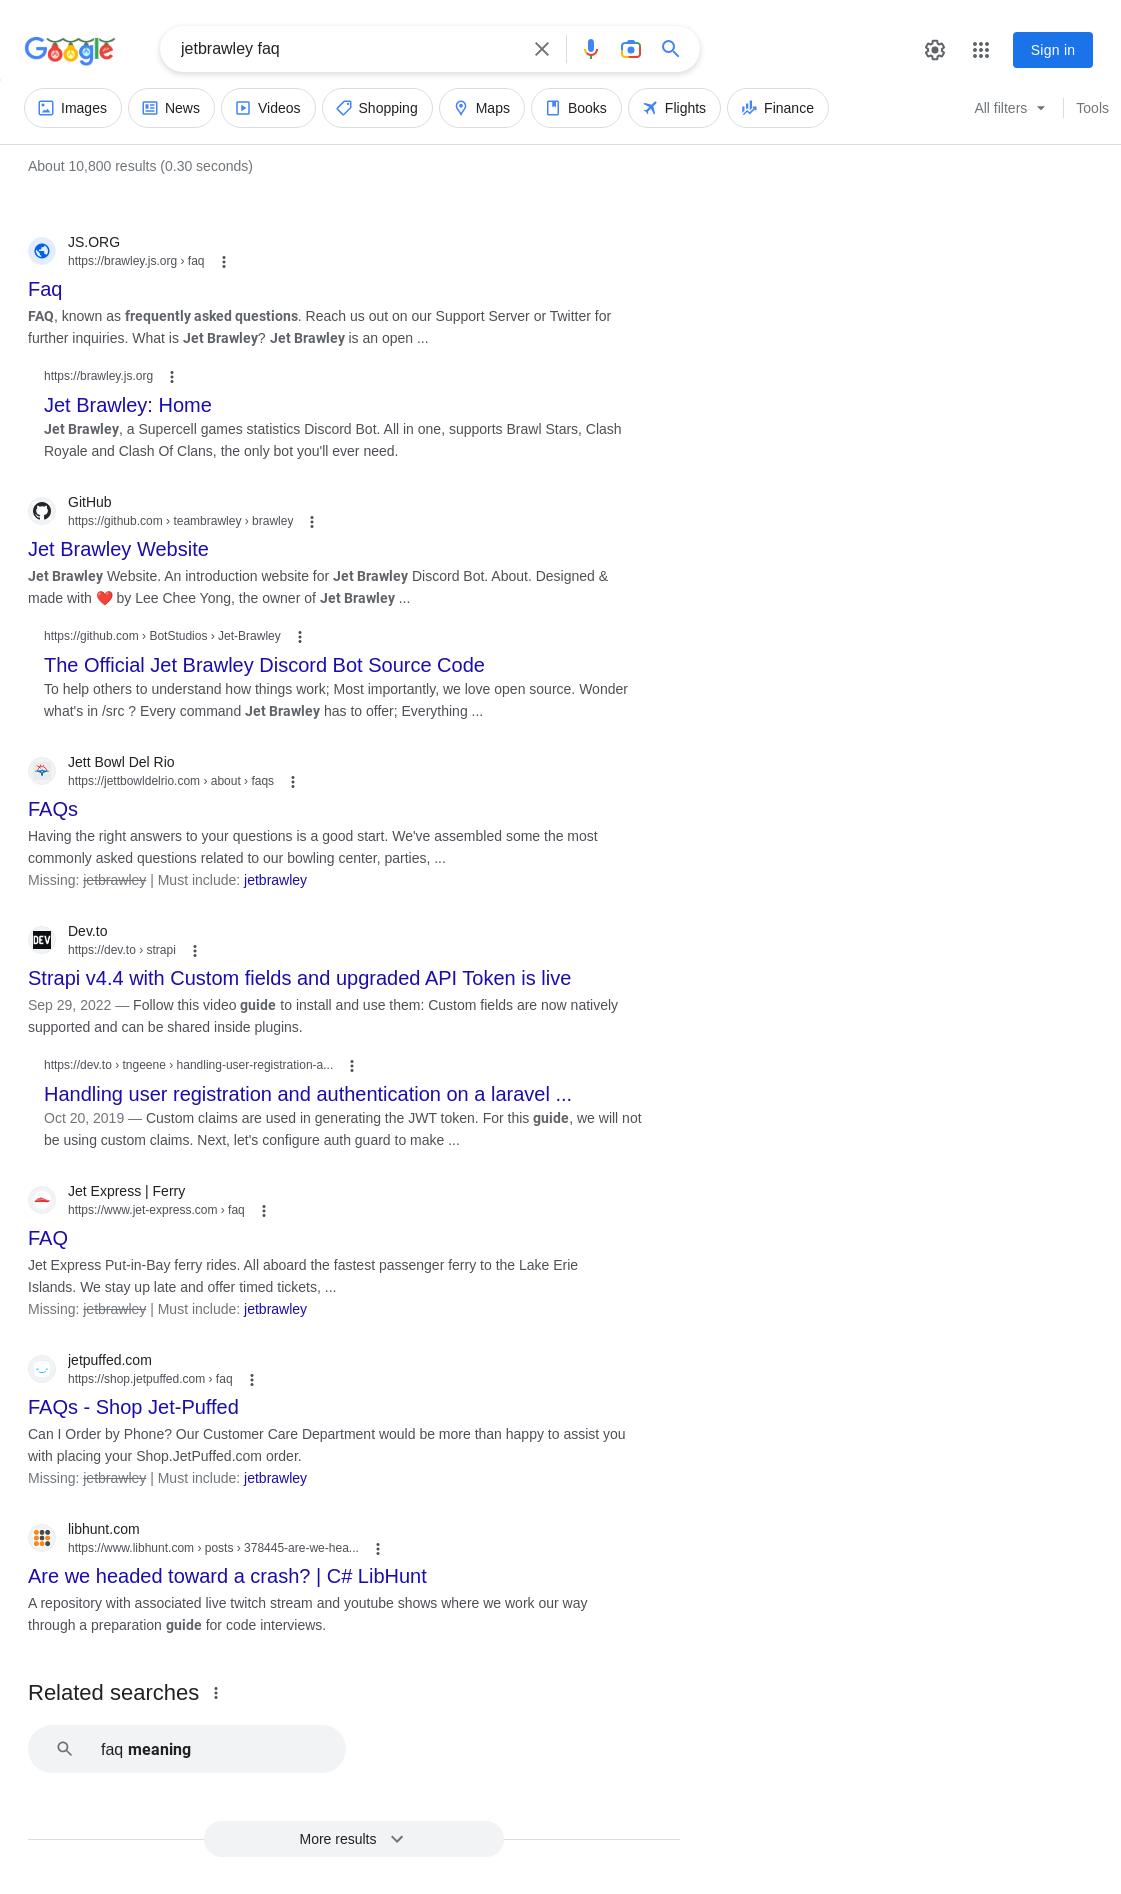 Google
jetbrawley faq
Sign in
Images
News
Videos
Shopping
Maps
Books
Flights
Finance
All filters
Tools
About 10,800 results (0.30 seconds)
JS.ORG
https://brawley.js.org › faq
Faq
FAQ, known as frequently asked questions. Reach us out on our Support Server or Twitter for
further inquiries. What is Jet Brawley? Jet Brawley is an open ...
https://brawley.js.org
Jet Brawley: Home
Jet Brawley, a Supercell games statistics Discord Bot. All in one, supports Brawl Stars, Clash
Royale and Clash Of Clans, the only bot you'll ever need.
GitHub
https://github.com › teambrawley › brawley
Jet Brawley Website
Jet Brawley Website. An introduction website for Jet Brawley Discord Bot. About. Designed &
made with ❤️ by Lee Chee Yong, the owner of Jet Brawley ...
https://github.com › BotStudios › Jet-Brawley
The Official Jet Brawley Discord Bot Source Code
To help others to understand how things work; Most importantly, we love open source. Wonder
what's in /src ? Every command Jet Brawley has to offer; Everything ...
Jett Bowl Del Rio
https://jettbowldelrio.com › about › faqs
FAQs
Having the right answers to your questions is a good start. We've assembled some the most
commonly asked questions related to our bowling center, parties, ...
Missing: jetbrawley | Must include: jetbrawley
DEV
Dev.to
https://dev.to › strapi
Strapi v4.4 with Custom fields and upgraded API Token is live
Sep 29, 2022 — Follow this video guide to install and use them: Custom fields are now natively
supported and can be shared inside plugins.
https://dev.to › tngeene › handling-user-registration-a...
Handling user registration and authentication on a laravel ...
Oct 20, 2019 — Custom claims are used in generating the JWT token. For this guide, we will not
be using custom claims. Next, let's configure auth guard to make ...
Jet Express | Ferry
https://www.jet-express.com › faq
FAQ
Jet Express Put-in-Bay ferry rides. All aboard the fastest passenger ferry to the Lake Erie
Islands. We stay up late and offer timed tickets, ...
Missing: jetbrawley | Must include: jetbrawley
jetpuffed.com
https://shop.jetpuffed.com › faq
FAQs - Shop Jet-Puffed
Can I Order by Phone? Our Customer Care Department would be more than happy to assist you
with placing your Shop.JetPuffed.com order.
Missing: jetbrawley | Must include: jetbrawley
libhunt.com
https://www.libhunt.com › posts › 378445-are-we-hea...
Are we headed toward a crash? | C# LibHunt
A repository with associated live twitch stream and youtube shows where we work our way
through a preparation guide for code interviews.
Related searches
faq meaning
More results